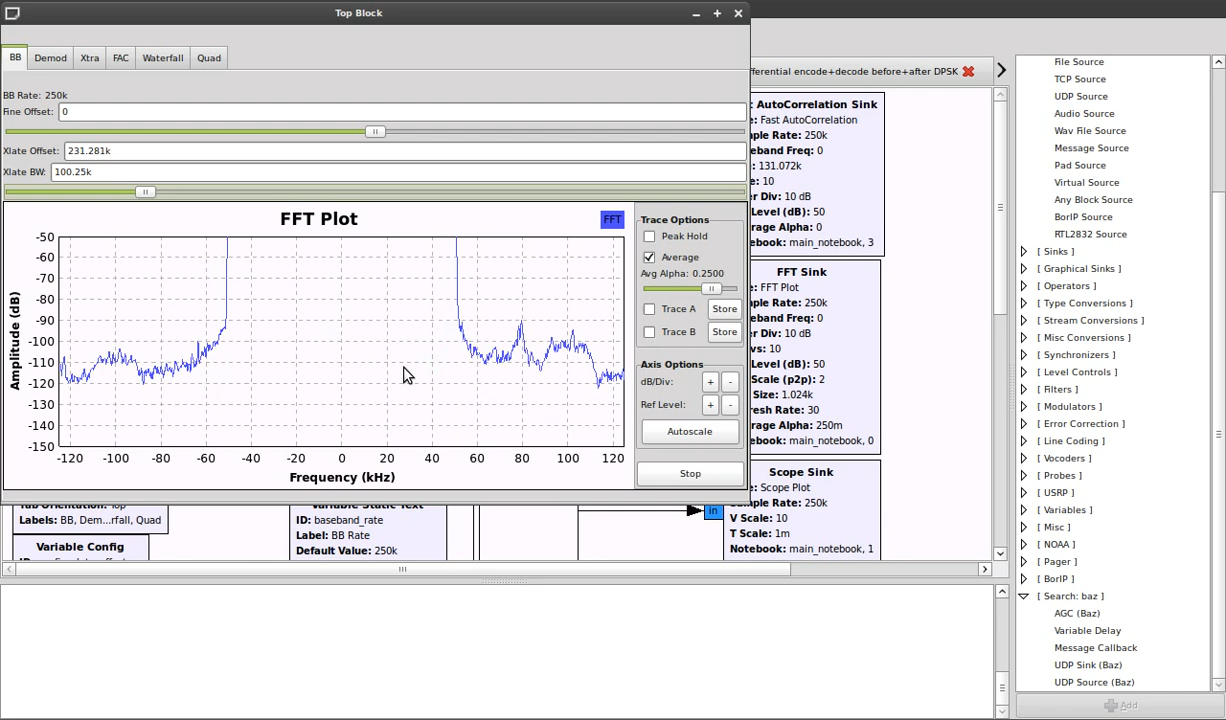 Top Block
BB
Demod
Xtra
FAC
Waterfall
Quad
BB Rate: 250k
Fine Offset:
0
Xlate Offset:
231.281k
Xlate BW:
100.25k
FFT Plot
FFT
Amplitude (dB)
-50
-60
-70
-80
-90
-100
-110
-120
-130
-140
-150
-120
-100
-80
-60
-40
-20
0
20
40
60
80
100
120
Frequency (kHz)
Trace Options
Peak Hold
Average
Avg Alpha: 0.2500
Trace A
Store
Trace B
Store
Axis Options
dB/Div:
+
-
Ref Level:
+
-
Autoscale
Stop
fferential encode+decode before+after DPSK
t AutoCorrelation Sink
e: Fast AutoCorrelation
ple Rate: 250k
eband Freq: 0
: 131.072k
e: 10
er Div: 10 dB
Level (dB): 50
erage Alpha: 0
tebook: main_notebook, 3
FFT Sink
e: FFT Plot
ple Rate: 250k
eband Freq: 0
er Div: 10 dB
vs: 10
Level (dB): 50
Scale (p2p): 2
Size: 1.024k
resh Rate: 30
erage Alpha: 250m
tebook: main_notebook, 0
Scope Sink
e: Scope Plot
Sample Rate: 250k
V Scale: 10
T Scale: 1m
Notebook: main_notebook, 1
in
Tab Orientation: Top
Labels: BB, Dem...rfall, Quad
Variable Config
Variable Static Text
ID: baseband_rate
Label: BB Rate
Default Value: 250k
File Source
TCP Source
UDP Source
Audio Source
Wav File Source
Message Source
Pad Source
Virtual Source
Any Block Source
BorIP Source
RTL2832 Source
[ Sinks ]
[ Graphical Sinks ]
[ Operators ]
[ Type Conversions ]
[ Stream Conversions ]
[ Misc Conversions ]
[ Synchronizers ]
[ Level Controls ]
[ Filters ]
[ Modulators ]
[ Error Correction ]
[ Line Coding ]
[ Vocoders ]
[ Probes ]
[ USRP ]
[ Variables ]
[ Misc ]
[ NOAA ]
[ Pager ]
[ BorIP ]
[ Search: baz ]
AGC (Baz)
Variable Delay
Message Callback
UDP Sink (Baz)
UDP Source (Baz)
Add